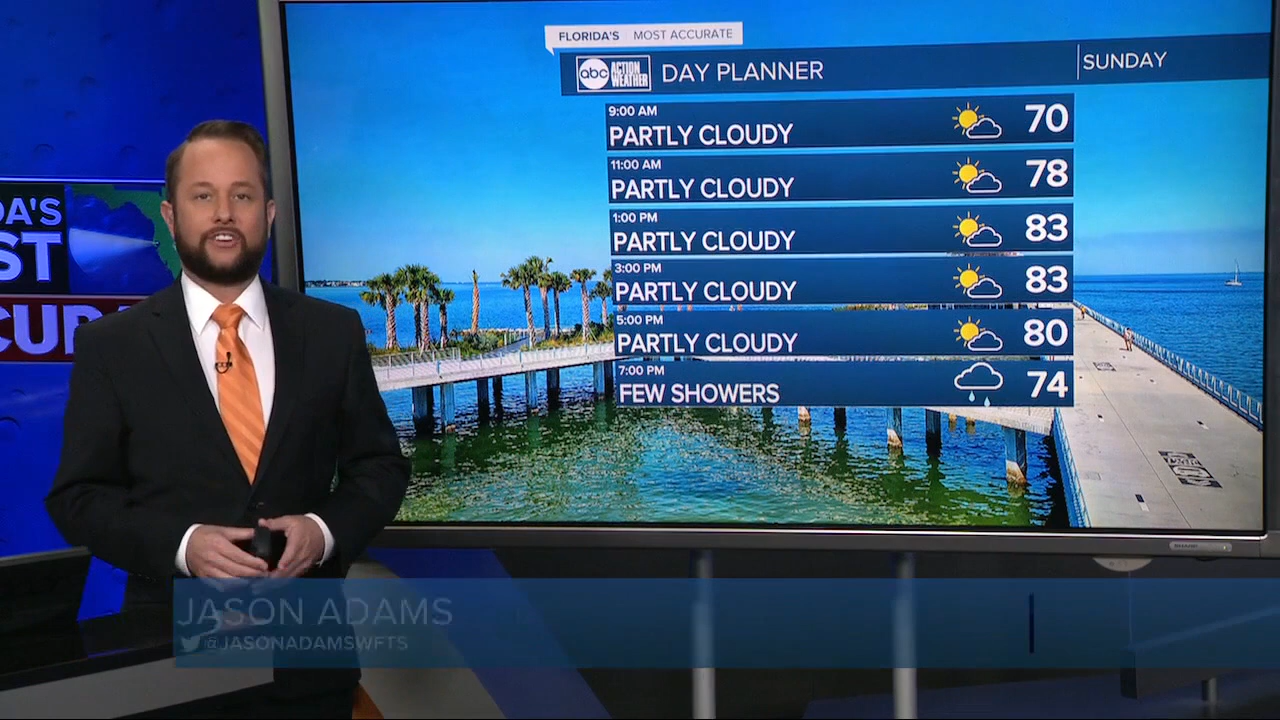 FLORIDA'S MOST ACCURATE
abc ACTION WEATHER DAY PLANNER SUNDAY
9:00 AM
PARTLY CLOUDY 70
11:00 AM
PARTLY CLOUDY 78
1:00 PM
PARTLY CLOUDY 83
3:00 PM
PARTLY CLOUDY 83
5:00 PM
PARTLY CLOUDY 80
7:00 PM
FEW SHOWERS 74
DA'S
ST
CURA
SHARP
JASON ADAMS
@JASONADAMSWFTS